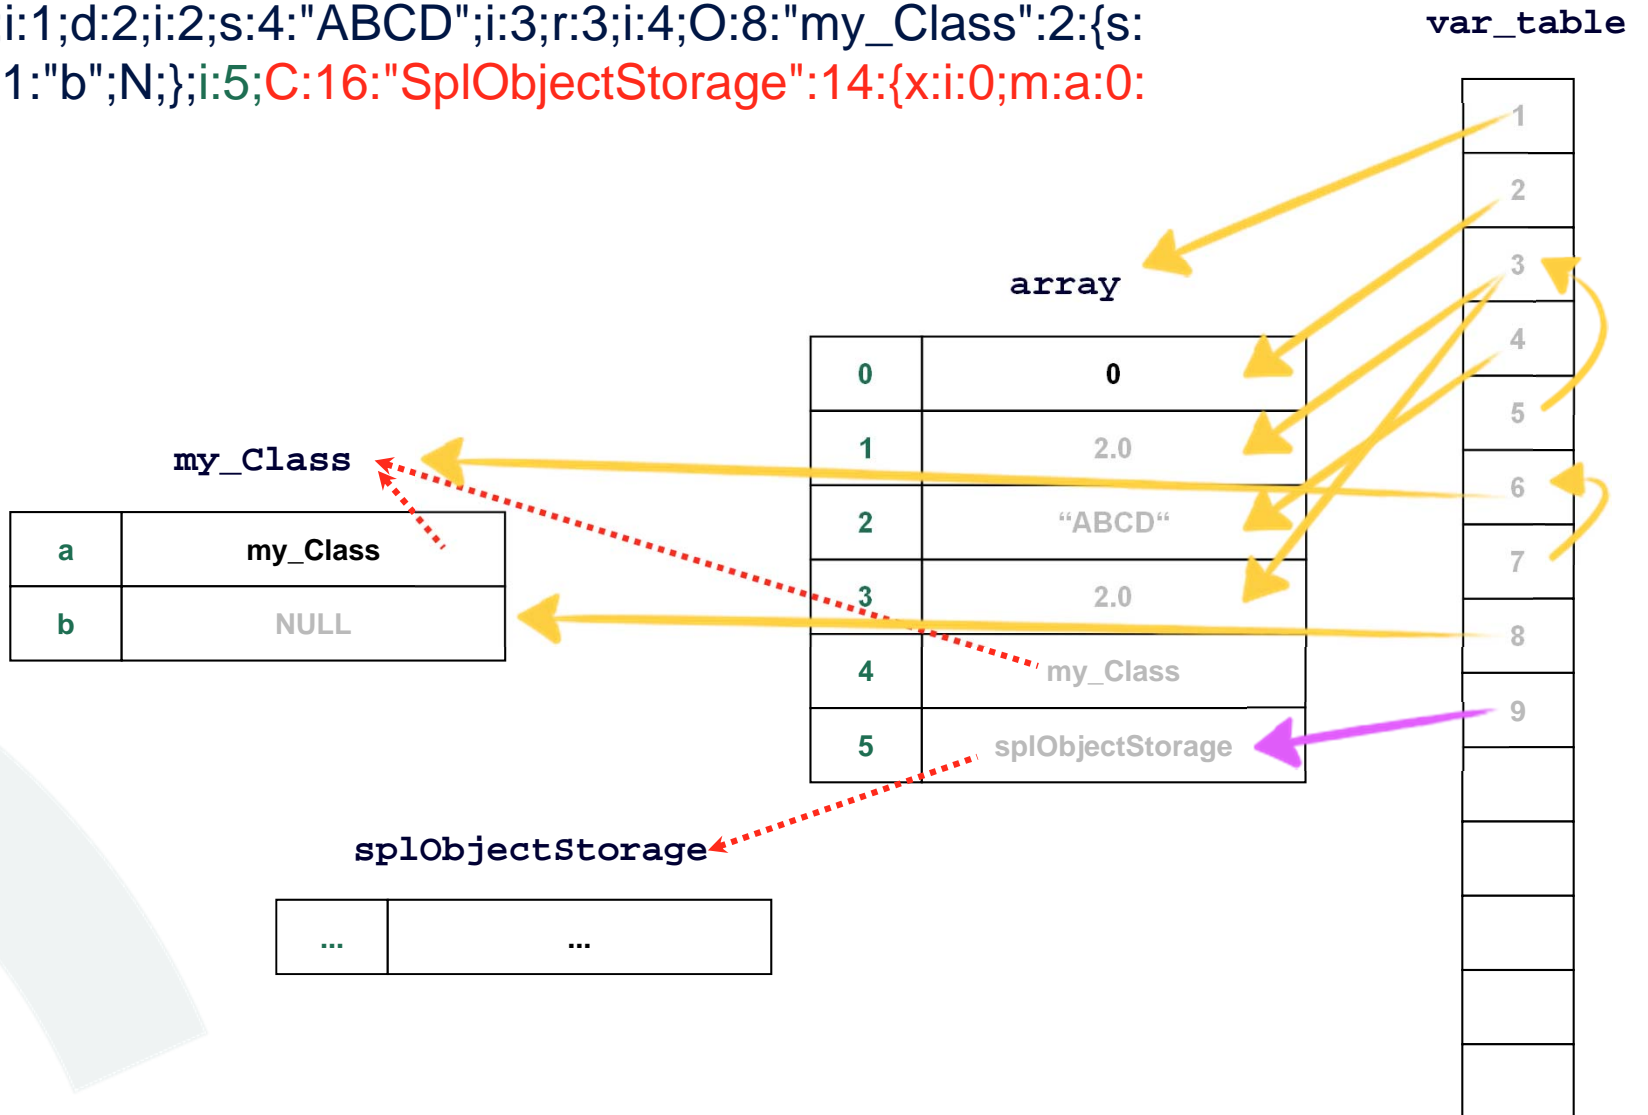 i:1;d:2;i:2;s:4:"ABCD";i:3;r:3;i:4;O:8:"my_Class":2:{s:
1:"b";N;};i:5;C:16:"SplObjectStorage":14:{x:i:0;m:a:0:
var_table
1
2
3
4
5
6
7
8
9
array
0 0
1 2.0
2 “ABCD“
3 2.0
4 my_Class
5 splObjectStorage
my_Class
a my_Class
b NULL
splObjectStorage
... ...